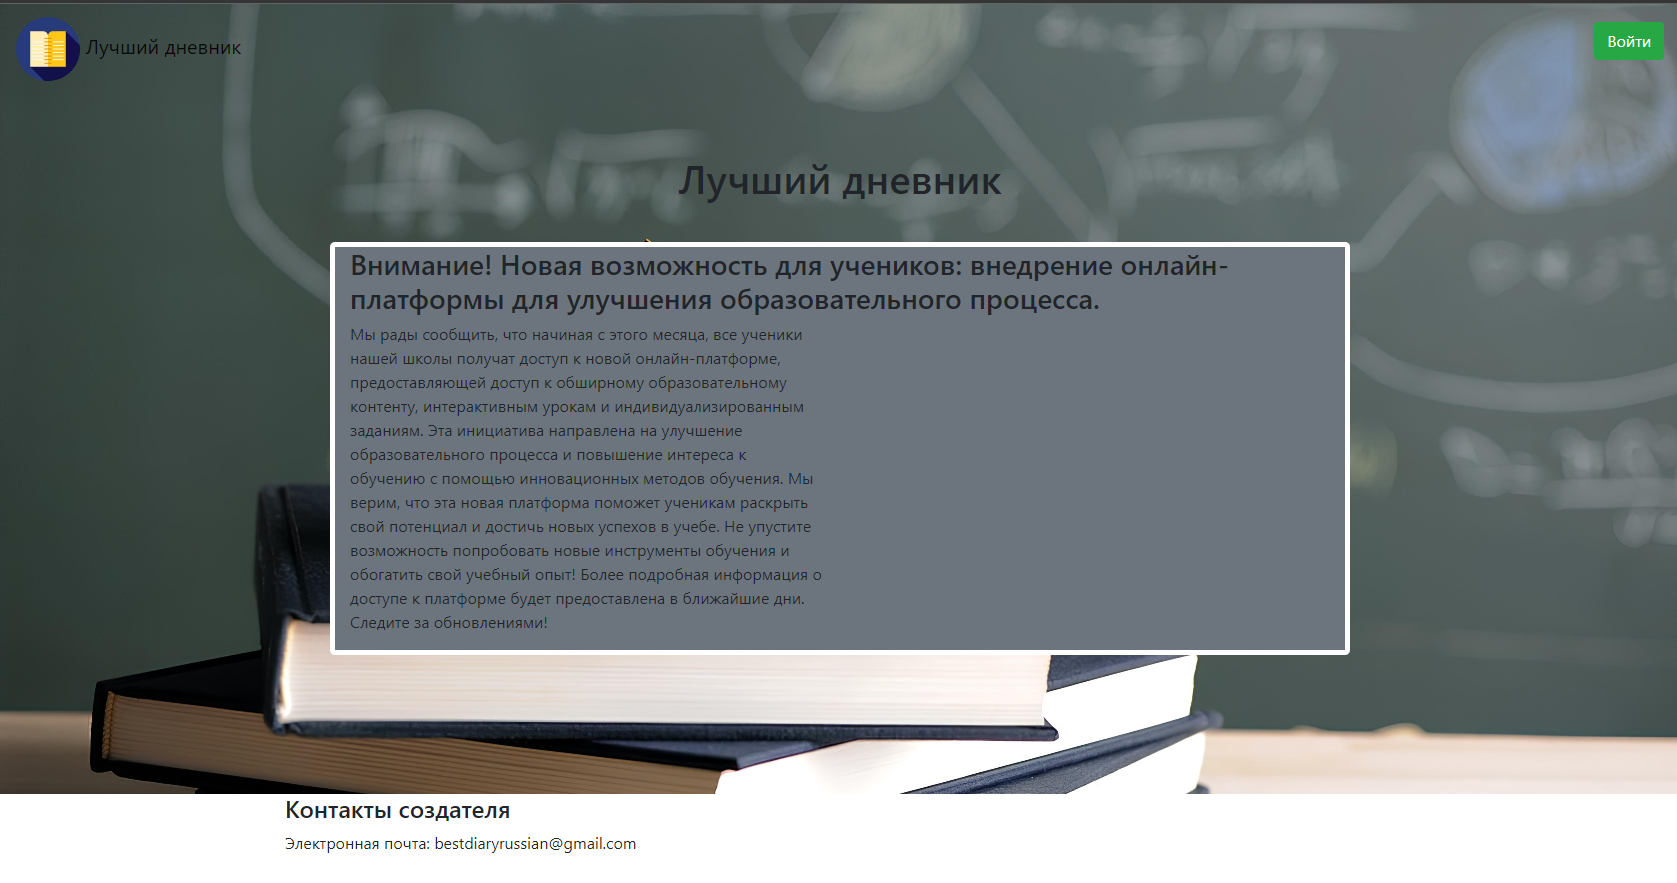 Лучший дневник
Войти
Лучший дневник
Внимание! Новая возможность для учеников: внедрение онлайн-
платформы для улучшения образовательного процесса.
Мы рады сообщить, что начиная с этого месяца, все ученики
нашей школы получат доступ к новой онлайн-платформе,
предоставляющей доступ к обширному образовательному
контенту, интерактивным урокам и индивидуализированным
заданиям. Эта инициатива направлена на улучшение
образовательного процесса и повышение интереса к
обучению с помощью инновационных методов обучения. Мы
верим, что эта новая платформа поможет ученикам раскрыть
свой потенциал и достичь новых успехов в учебе. Не упустите
возможность попробовать новые инструменты обучения и
обогатить свой учебный опыт! Более подробная информация о
доступе к платформе будет предоставлена в ближайшие дни.
Следите за обновлениями!
Контакты создателя
Электронная почта: bestdiaryrussian@gmail.com